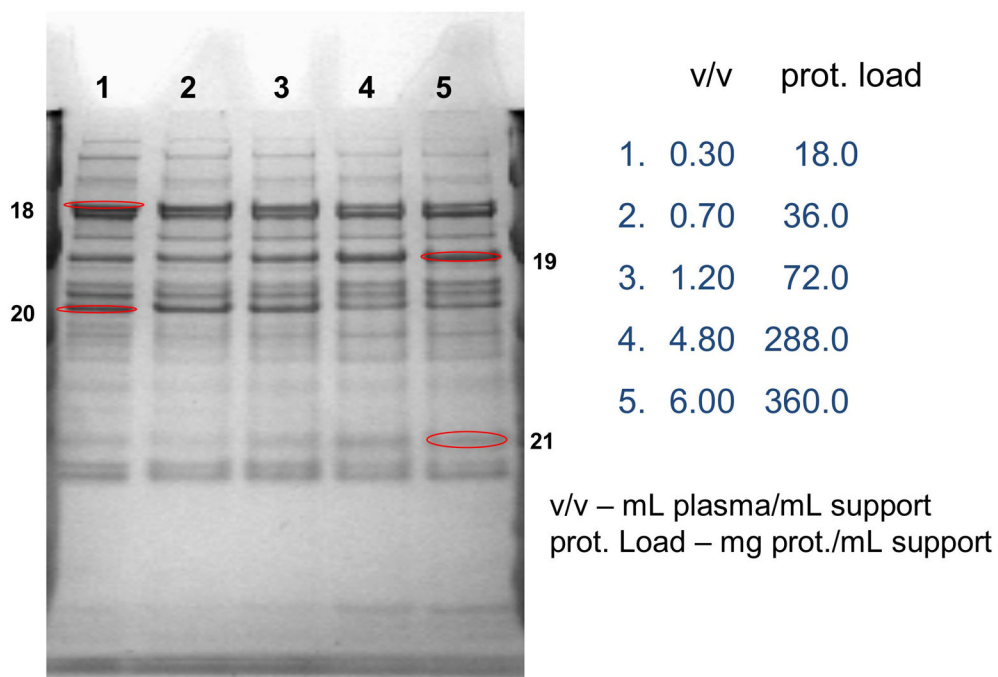 1 2 3 4 5
18
19
20
21
v/v prot. load
1. 0.30 18.0
2. 0.70 36.0
3. 1.20 72.0
4. 4.80 288.0
5. 6.00 360.0
v/v – mL plasma/mL support
prot. Load – mg prot./mL support